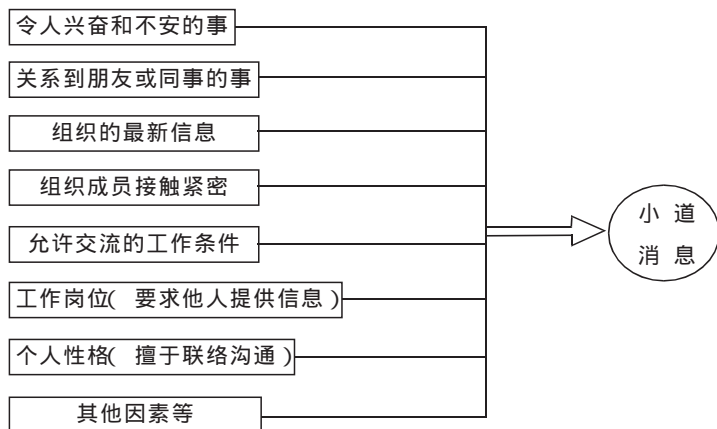 令人兴奋和不安的事
关系到朋友或同事的事
组织的最新信息
组织成员接触紧密
允许交流的工作条件
工作岗位( 要求他人提供信息 )
个人性格( 擅于联络沟通 )
其他因素等
小 道
消 息